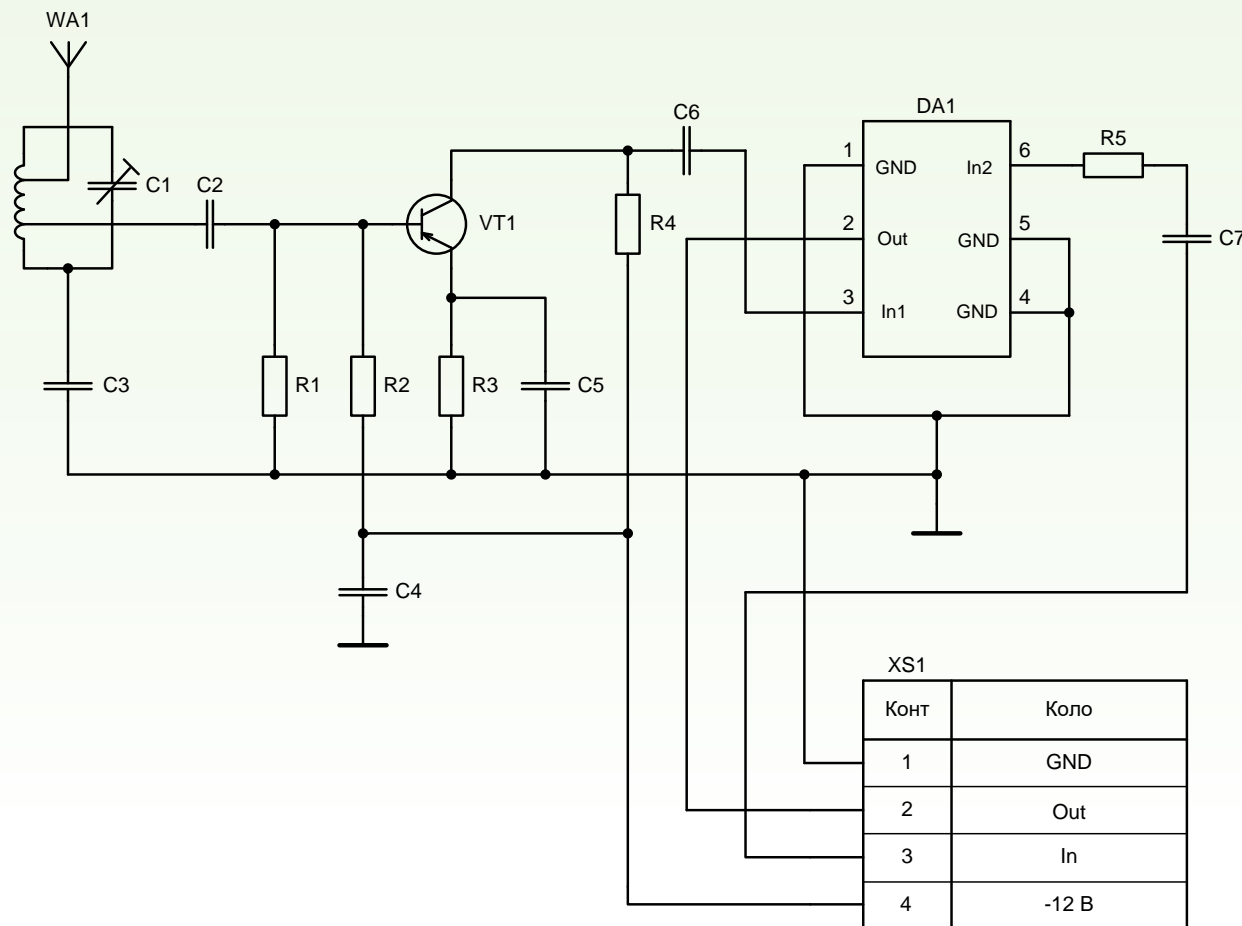 WA1
C1
C2
VT1
C3
R1
R2
R3
C5
R4
C6
C4
DA1
1 GND In2 6
2 Out GND 5
3 In1 GND 4
R5
C7
XS1
Конт Коло
1 GND
2 Out
3 In
4 -12 В